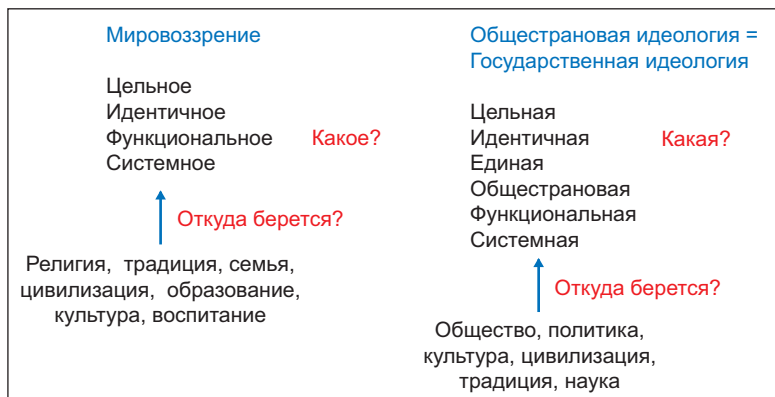 Мировоззрение
Цельное
Идентичное
Функциональное Какое?
Системное
Откуда берется?
Религия, традиция, семья,
цивилизация, образование,
культура, воспитание
Общестрановая идеология =
Государственная идеология
Цельная
Идентичная Какая?
Единая
Общестрановая
Функциональная
Системная
Откуда берется?
Общество, политика,
культура, цивилизация,
традиция, наука